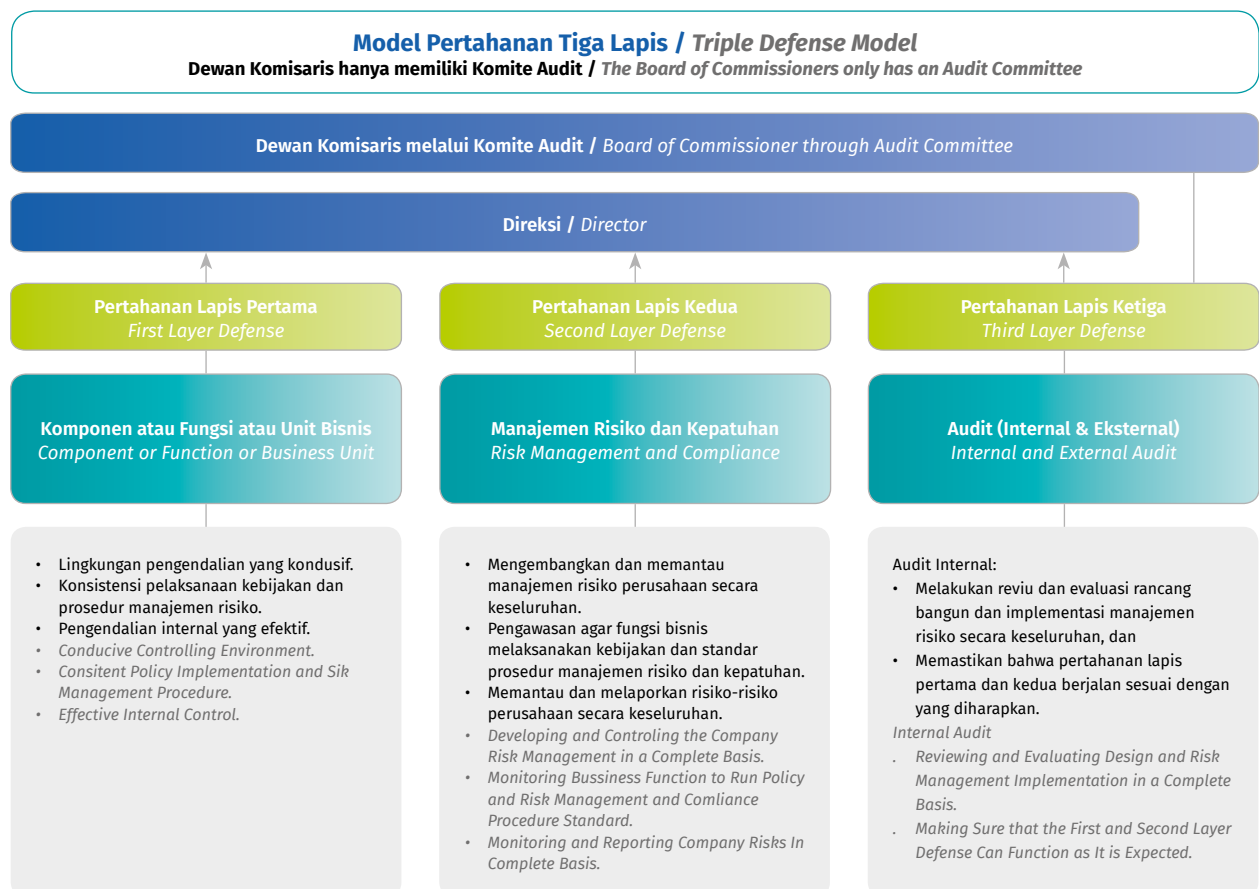 Model Pertahanan Tiga Lapis / Triple Defense Model
Dewan Komisaris hanya memiliki Komite Audit / The Board of Commissioners only has an Audit Committee
Dewan Komisaris melalui Komite Audit / Board of Commissioner through Audit Committee
Direksi / Director
Pertahanan Lapis Pertama
First Layer Defense
Komponen atau Fungsi atau Unit Bisnis
Component or Function or Business Unit
• Lingkungan pengendalian yang kondusif.
• Konsistensi pelaksanaan kebijakan dan
prosedur manajemen risiko.
• Pengendalian internal yang efektif.
• Conducive Controlling Environment.
• Consitent Policy Implementation and Sik
Management Procedure.
• Effective Internal Control.
Pertahanan Lapis Kedua
Second Layer Defense
Manajemen Risiko dan Kepatuhan
Risk Management and Compliance
• Mengembangkan dan memantau
manajemen risiko perusahaan secara
keseluruhan.
• Pengawasan agar fungsi bisnis
melaksanakan kebijakan dan standar
prosedur manajemen risiko dan kepatuhan.
• Memantau dan melaporkan risiko-risiko
perusahaan secara keseluruhan.
• Developing and Controling the Company
Risk Management in a Complete Basis.
• Monitoring Bussiness Function to Run Policy
and Risk Management and Comliance
Procedure Standard.
• Monitoring and Reporting Company Risks In
Complete Basis.
Pertahanan Lapis Ketiga
Third Layer Defense
Audit (Internal & Eksternal)
Internal and External Audit
Audit Internal:
• Melakukan reviu dan evaluasi rancang
bangun dan implementasi manajemen
risiko secara keseluruhan, dan
• Memastikan bahwa pertahanan lapis
pertama dan kedua berjalan sesuai dengan
yang diharapkan.
Internal Audit
. Reviewing and Evaluating Design and Risk
Management Implementation in a Complete
Basis.
. Making Sure that the First and Second Layer
Defense Can Function as It is Expected.